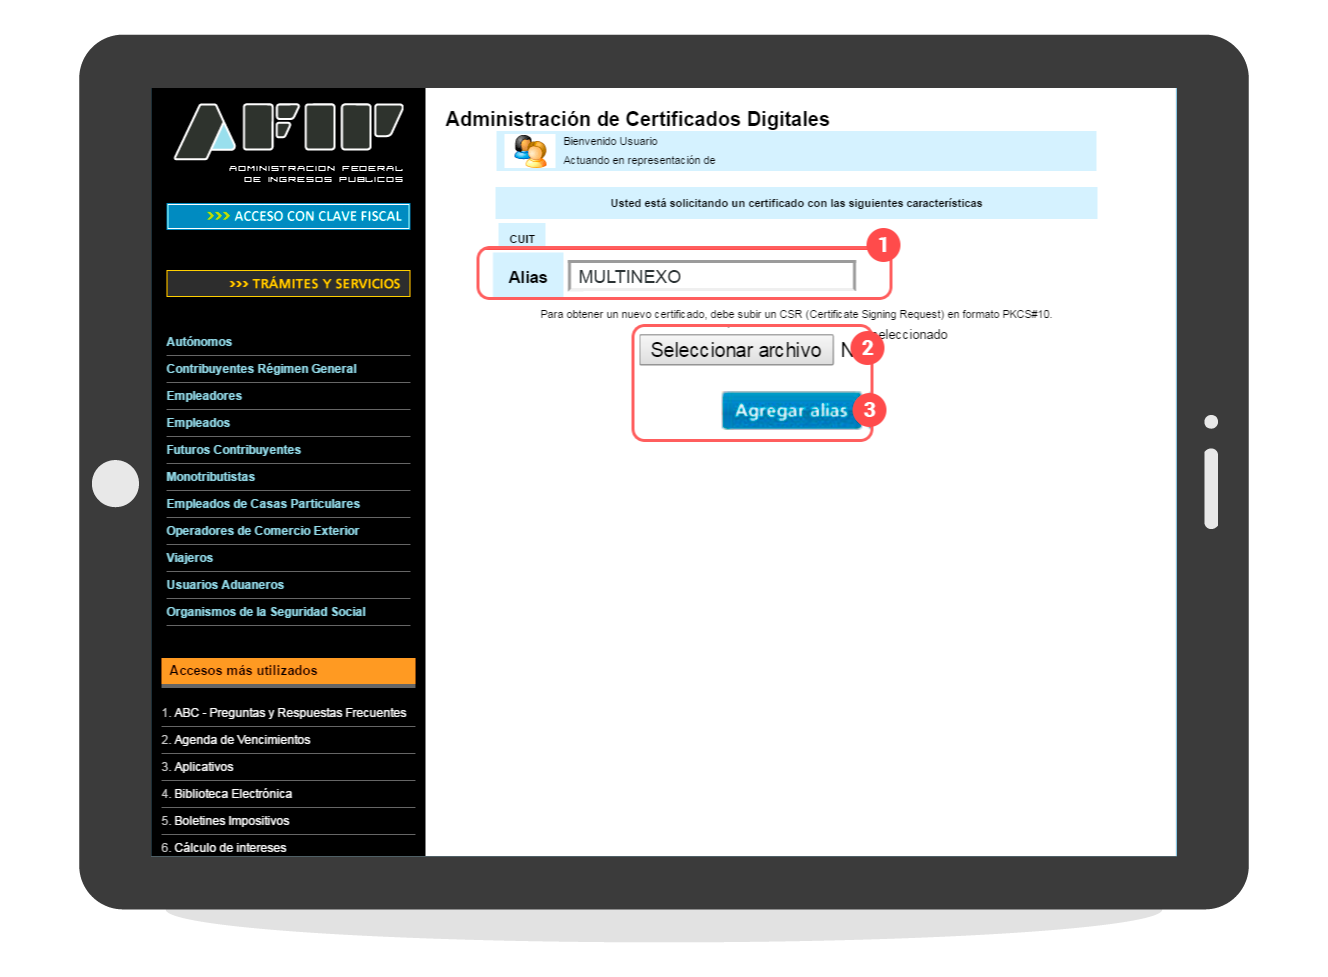 AFIP
ADMINISTRACION FEDERAL
DE INGRESOS PUBLICOS
>>> ACCESO CON CLAVE FISCAL
>>> TRÁMITES Y SERVICIOS
Autónomos
Contribuyentes Régimen General
Empleadores
Empleados
Futuros Contribuyentes
Monotributistas
Empleados de Casas Particulares
Operadores de Comercio Exterior
Viajeros
Usuarios Aduaneros
Organismos de la Seguridad Social
Accesos más utilizados
1. ABC - Preguntas y Respuestas Frecuentes
2. Agenda de Vencimientos
3. Aplicativos
4. Biblioteca Electrónica
5. Boletines Impositivos
6. Cálculo de intereses
Administración de Certificados Digitales
Bienvenido Usuario
Actuando en representación de
Usted está solicitando un certificado con las siguientes características
CUIT
1
Alias MULTINEXO
Para obtener un nuevo certificado, debe subir un CSR (Certificate Signing Request) en formato PKCS#10.
eleccionado
Seleccionar archivo N 2
Agregar alias 3